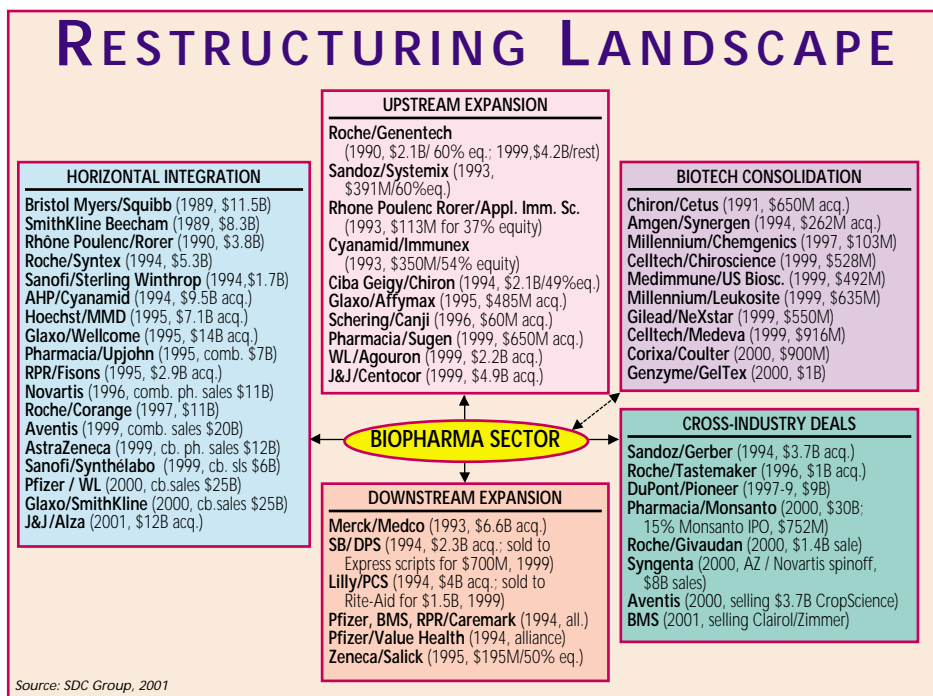 RESTRUCTURING LANDSCAPE
UPSTREAM EXPANSION
Roche/Genentech
(1990, $2.1B/ 60% eq.; 1999,$4.2B/rest)
Sandoz/Systemix (1993,
$391M/60%eq.)
Rhone Poulenc Rorer/Appl. Imm. Sc.
(1993, $113M for 37% equity)
Cyanamid/Immunex
(1993, $350M/54% equity)
Ciba Geigy/Chiron (1994, $2.1B/49%eq.)
Glaxo/Affymax (1995, $485M acq.)
Schering/Canji (1996, $60M acq.)
Pharmacia/Sugen (1999, $650M acq.)
WL/Agouron (1999, $2.2B acq.)
J&J/Centocor (1999, $4.9B acq.)
HORIZONTAL INTEGRATION
Bristol Myers/Squibb (1989, $11.5B)
SmithKline Beecham (1989, $8.3B)
Rhône Poulenc/Rorer (1990, $3.8B)
Roche/Syntex (1994, $5.3B)
Sanofi/Sterling Winthrop (1994,$1.7B)
AHP/Cyanamid (1994, $9.5B acq.)
Hoechst/MMD (1995, $7.1B acq.)
Glaxo/Wellcome (1995, $14B acq.)
Pharmacia/Upjohn (1995, comb. $7B)
RPR/Fisons (1995, $2.9B acq.)
Novartis (1996, comb. ph. sales $11B)
Roche/Corange (1997, $11B)
Aventis (1999, comb. sales $20B)
AstraZeneca (1999, cb. ph. sales $12B)
Sanofi/Synthélabo (1999, cb. sls $6B)
Pfizer / WL (2000, cb.sales $25B)
Glaxo/SmithKline (2000, cb.sales $25B)
J&J/Alza (2001, $12B acq.)
BIOTECH CONSOLIDATION
Chiron/Cetus (1991, $650M acq.)
Amgen/Synergen (1994, $262M acq.)
Millennium/Chemgenics (1997, $103M)
Celltech/Chiroscience (1999, $528M)
Medimmune/US Biosc. (1999, $492M)
Millennium/Leukosite (1999, $635M)
Gilead/NeXstar (1999, $550M)
Celltech/Medeva (1999, $916M)
Corixa/Coulter (2000, $900M)
Genzyme/GelTex (2000, $1B)
BIOPHARMA SECTOR
CROSS-INDUSTRY DEALS
Sandoz/Gerber (1994, $3.7B acq.)
Roche/Tastemaker (1996, $1B acq.)
DuPont/Pioneer (1997-9, $9B)
Pharmacia/Monsanto (2000, $30B;
15% Monsanto IPO, $752M)
Roche/Givaudan (2000, $1.4B sale)
Syngenta (2000, AZ / Novartis spinoff,
$8B sales)
Aventis (2000, selling $3.7B CropScience)
BMS (2001, selling Clairol/Zimmer)
DOWNSTREAM EXPANSION
Merck/Medco (1993, $6.6B acq.)
SB/DPS (1994, $2.3B acq.; sold to
Express scripts for $700M, 1999)
Lilly/PCS (1994, $4B acq.; sold to
Rite-Aid for $1.5B, 1999)
Pfizer, BMS, RPR/Caremark (1994, all.)
Pfizer/Value Health (1994, alliance)
Zeneca/Salick (1995, $195M/50% eq.)
Source: SDC Group, 2001